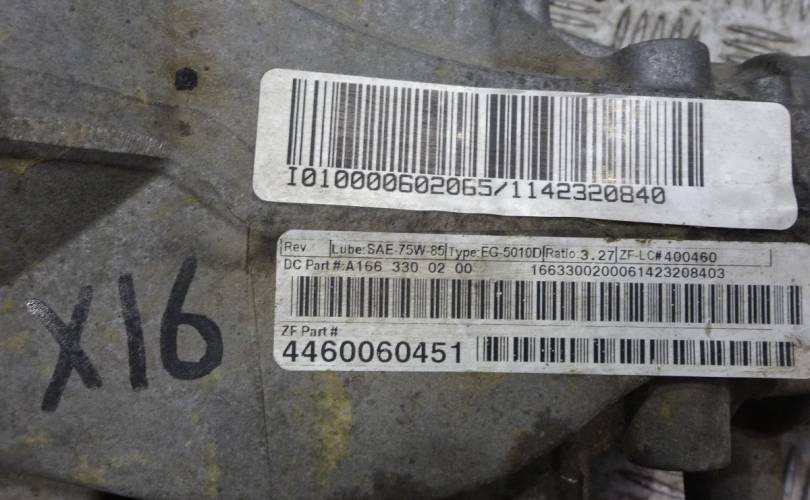 I010000602065/1142320840
Rev Lube:SAE-75W-85 Type:EG-5010D Ratio:3.27 ZF-LC#400460
DC Part #:A166 330 02 00 1663300200061423208403
ZF Part #
4460060451
X16